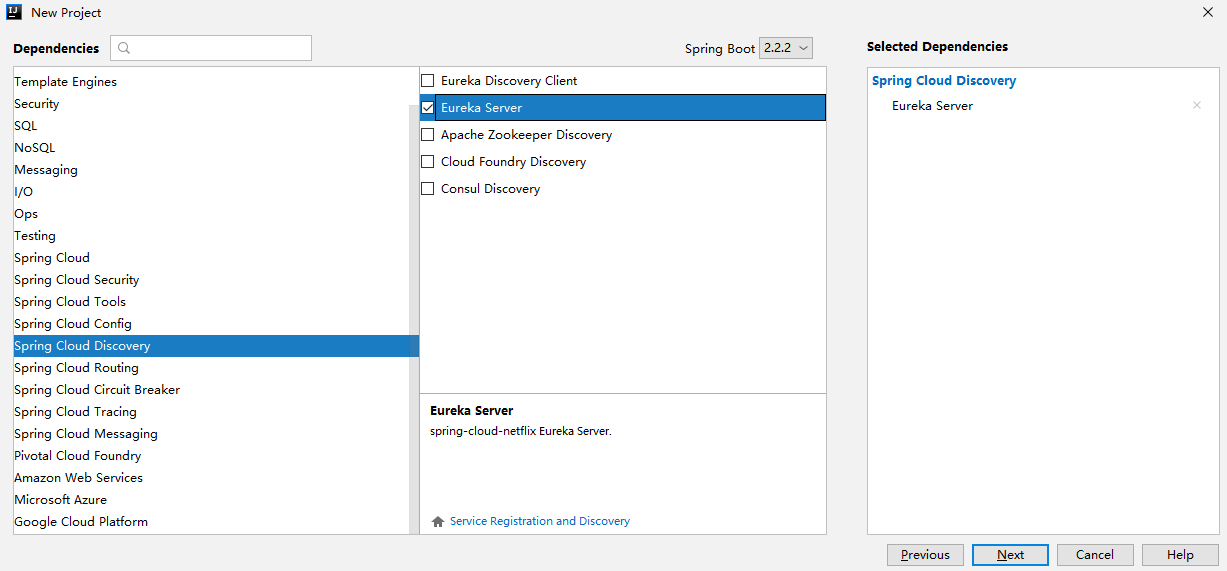 IJ New Project
Dependencies
Spring Boot 2.2.2
Selected Dependencies
Template Engines
Security
SQL
NoSQL
Messaging
I/O
Ops
Testing
Spring Cloud
Spring Cloud Security
Spring Cloud Tools
Spring Cloud Config
Spring Cloud Discovery
Spring Cloud Routing
Spring Cloud Circuit Breaker
Spring Cloud Tracing
Spring Cloud Messaging
Pivotal Cloud Foundry
Amazon Web Services
Microsoft Azure
Google Cloud Platform
Eureka Discovery Client
Eureka Server
Apache Zookeeper Discovery
Cloud Foundry Discovery
Consul Discovery
Eureka Server
spring-cloud-netflix Eureka Server.
Service Registration and Discovery
Spring Cloud Discovery
Eureka Server
Previous
Next
Cancel
Help